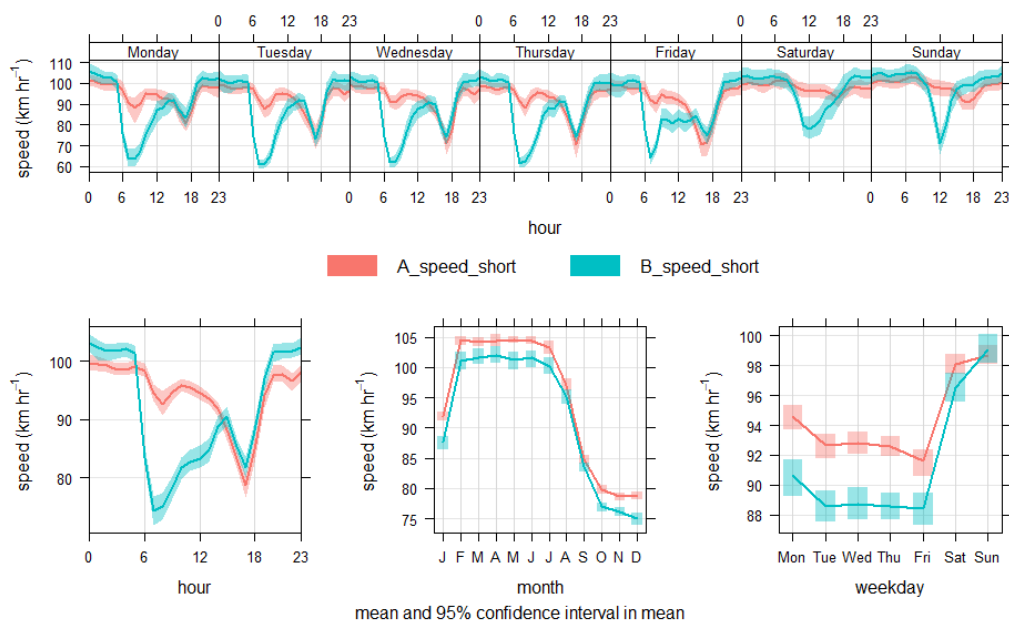 0 6 12 18 23 0 6 12 18 23 0 6 12 18 23
Monday Tuesday Wednesday Thursday Friday Saturday Sunday
110
100
90
80
70
60
speed (km hr⁻¹)
0 6 12 18 23 0 6 12 18 23 0 6 12 18 23 0 6 12 18 23
hour
A_speed_short B_speed_short
100
90
80
speed (km hr⁻¹)
0 6 12 18 23
hour
105
100
95
90
85
80
75
speed (km hr⁻¹)
J F M A M J J A S O N D
month
100
98
96
94
92
90
88
speed (km hr⁻¹)
Mon Tue Wed Thu Fri Sat Sun
weekday
mean and 95% confidence interval in mean